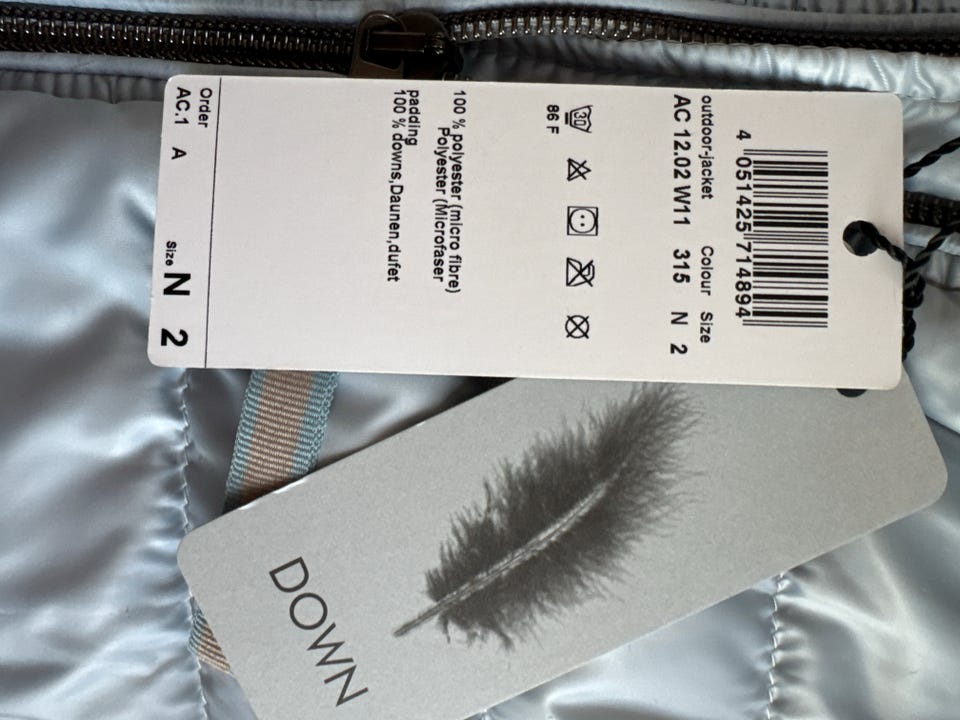 4 051425 714894
outdoor-jacket Colour Size
AC 12.02 W11 315 N 2
30
86 F
100 % polyester (micro fibre)
Polyester (Microfaser
padding
100 % downs,Daunen,dufet
Order
AC.1 A Size N 2
DOWN